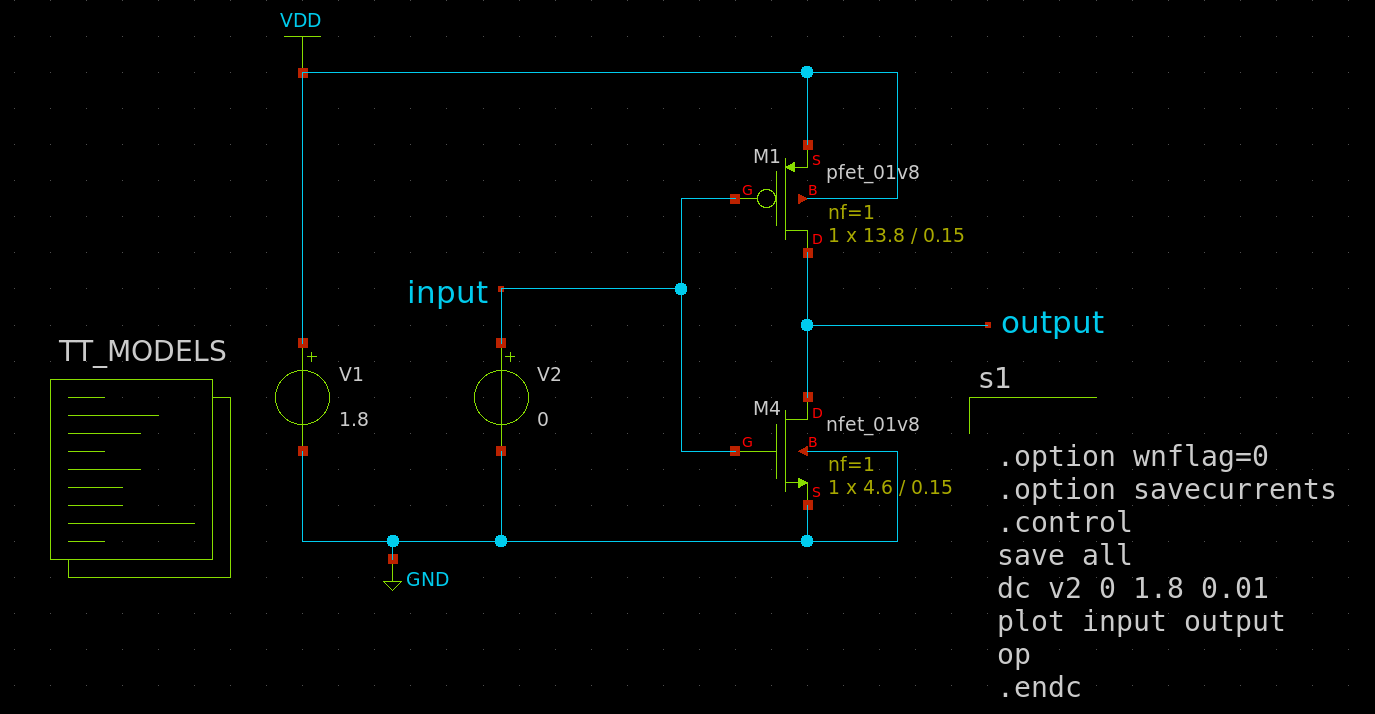 VDD
M1
S
pfet_01v8
G
B
nf=1
D
1 x 13.8 / 0.15
input
output
TT_MODELS
+
+
V1
V2
s1
1.8
0
M4
D
nfet_01v8
G
B
nf=1
S
1 x 4.6 / 0.15
GND
.option wnflag=0
.option savecurrents
.control
save all
dc v2 0 1.8 0.01
plot input output
op
.endc